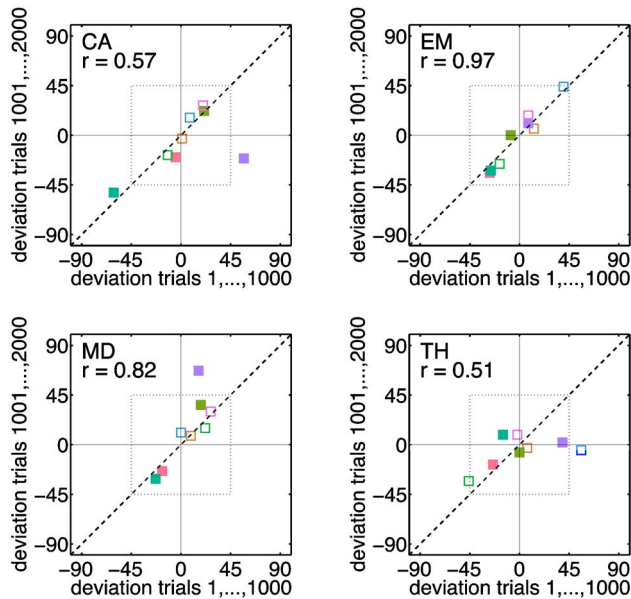 deviation trials 1001,...,2000
90
45
0
−45
−90
CA
r = 0.57
−90 −45 0 45 90
deviation trials 1,...,1000
deviation trials 1001,...,2000
90
45
0
−45
−90
EM
r = 0.97
−90 −45 0 45 90
deviation trials 1,...,1000
deviation trials 1001,...,2000
90
45
0
−45
−90
MD
r = 0.82
−90 −45 0 45 90
deviation trials 1,...,1000
deviation trials 1001,...,2000
90
45
0
−45
−90
TH
r = 0.51
−90 −45 0 45 90
deviation trials 1,...,1000